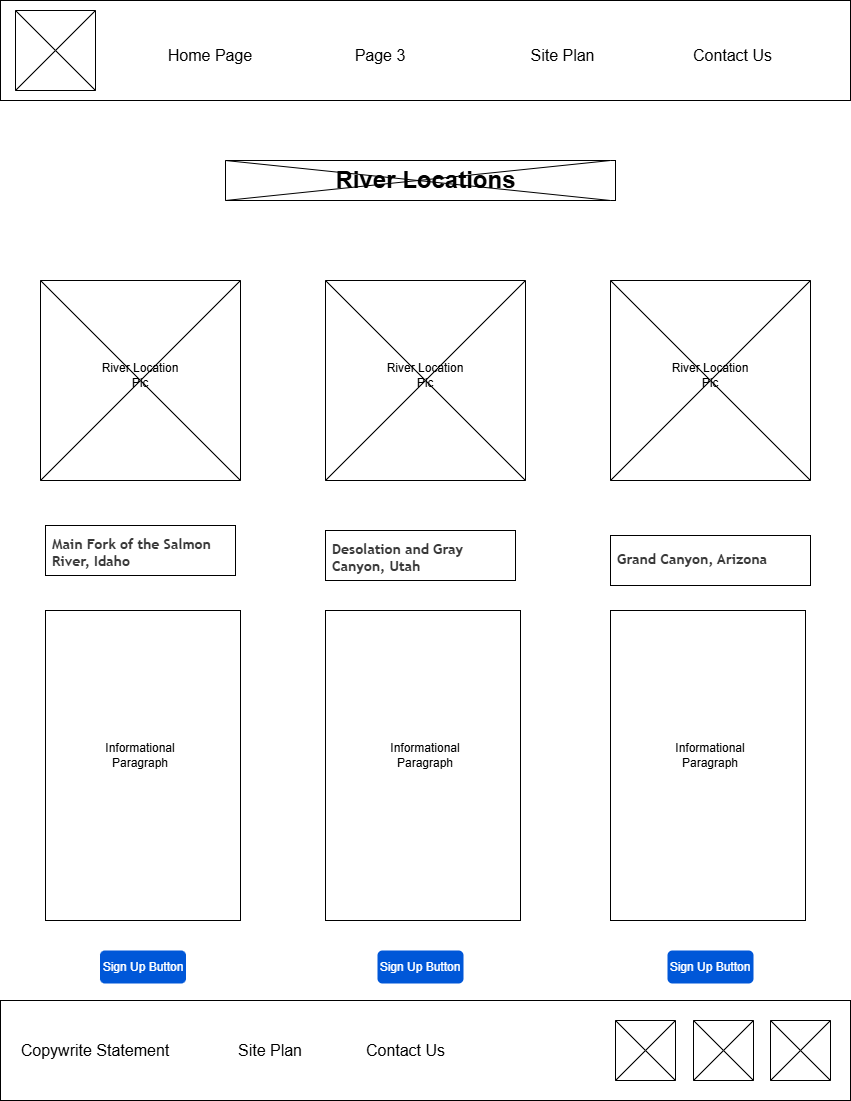 Home Page
Page 3
Site Plan
Contact Us
River Locations
River Location
Pic
River Location
Pic
River Location
Pic
Main Fork of the Salmon
River, Idaho
Desolation and Gray
Canyon, Utah
Grand Canyon, Arizona
Informational
Paragraph
Informational
Paragraph
Informational
Paragraph
Sign Up Button
Sign Up Button
Sign Up Button
Copywrite Statement
Site Plan
Contact Us